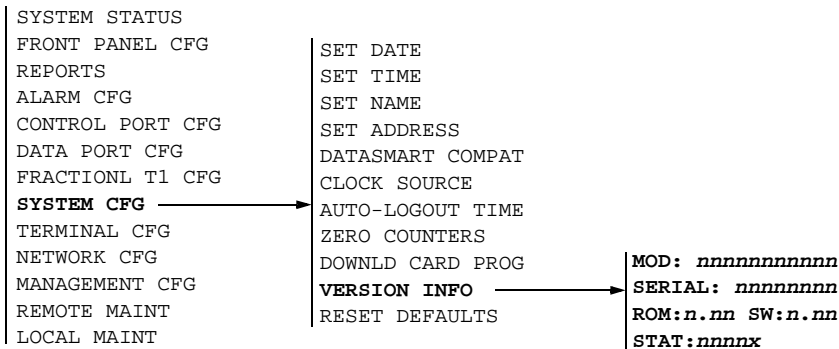 SYSTEM STATUS
FRONT PANEL CFG
REPORTS
ALARM CFG
CONTROL PORT CFG
DATA PORT CFG
FRACTIONL T1 CFG
SYSTEM CFG
TERMINAL CFG
NETWORK CFG
MANAGEMENT CFG
REMOTE MAINT
LOCAL MAINT
SET DATE
SET TIME
SET NAME
SET ADDRESS
DATASMART COMPAT
CLOCK SOURCE
AUTO-LOGOUT TIME
ZERO COUNTERS
DOWNLD CARD PROG
VERSION INFO
RESET DEFAULTS
MOD: nnnnnnnnnnn
SERIAL: nnnnnnnn
ROM:n.nn SW:n.nn
STAT:nnnnx